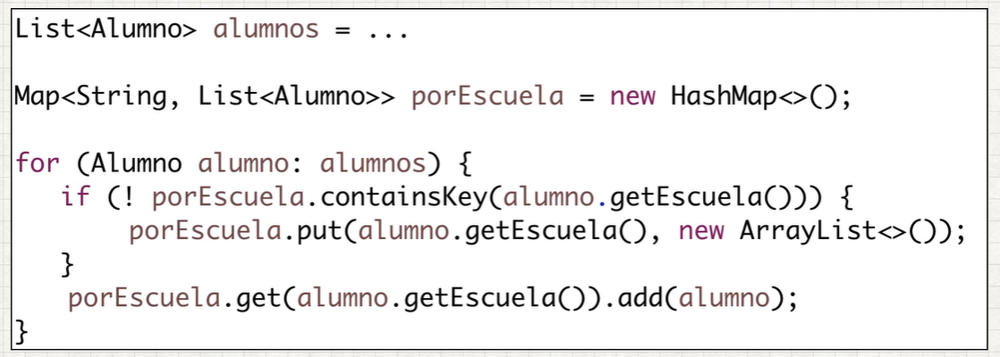 List<Alumno> alumnos = ...
Map<String, List<Alumno>> porEscuela = new HashMap<>();
for (Alumno alumno: alumnos) {
if (! porEscuela.containsKey(alumno.getEscuela())) {
porEscuela.put(alumno.getEscuela(), new ArrayList<>());
}
porEscuela.get(alumno.getEscuela()).add(alumno);
}